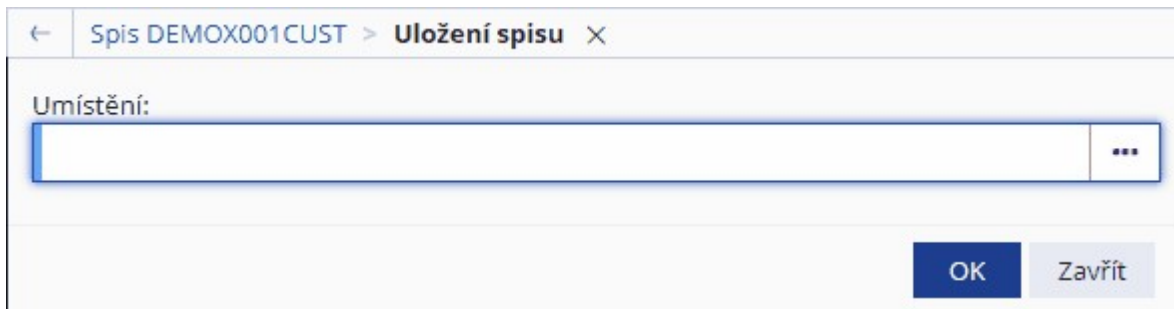 ← Spis DEMOX001CUST > Uložení spisu ×
Umístění:
•••
OK Zavřít